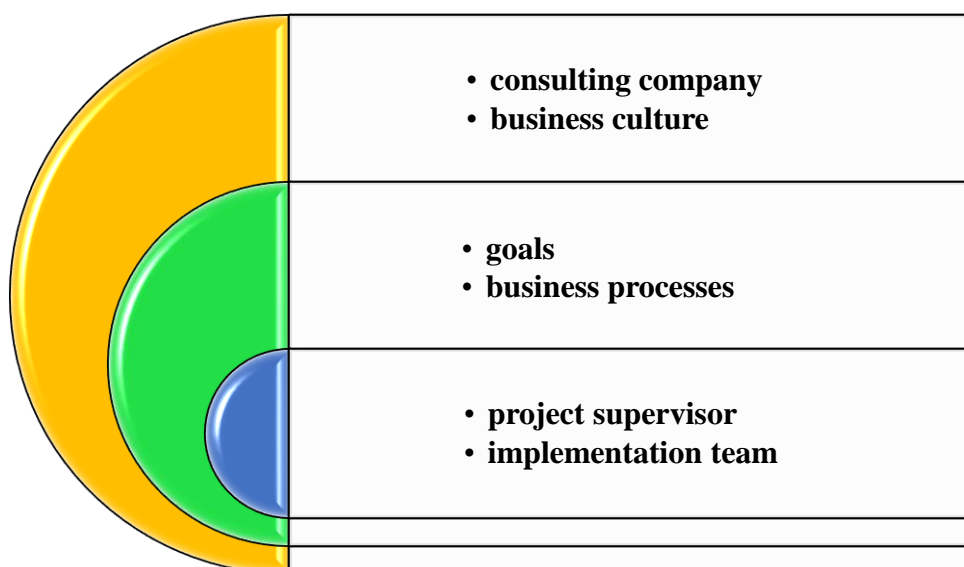 • consulting company
• business culture
• goals
• business processes
• project supervisor
• implementation team